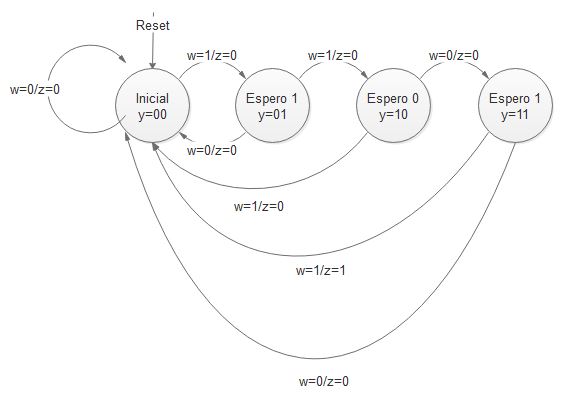 Reset
w=1/z=0
w=1/z=0
w=0/z=0
w=0/z=0
Inicial
y=00
Espero 1
y=01
Espero 0
y=10
Espero 1
y=11
w=0/z=0
w=1/z=0
w=1/z=1
w=0/z=0